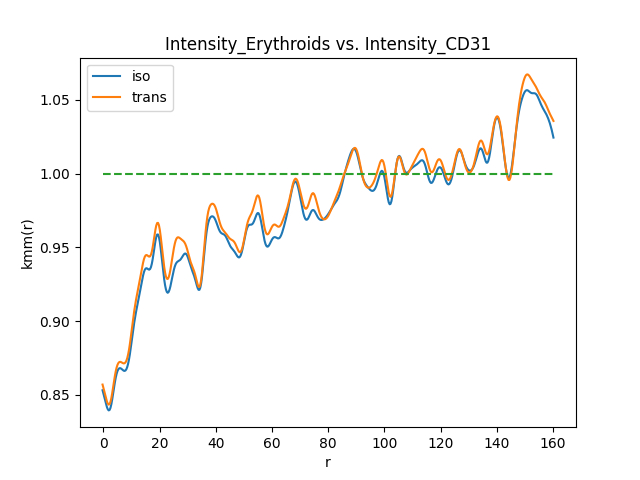 Intensity_Erythroids vs. Intensity_CD31
iso
trans
1.05
1.00
0.95
0.90
0.85
kmm(r)
0 20 40 60 80 100 120 140 160
r